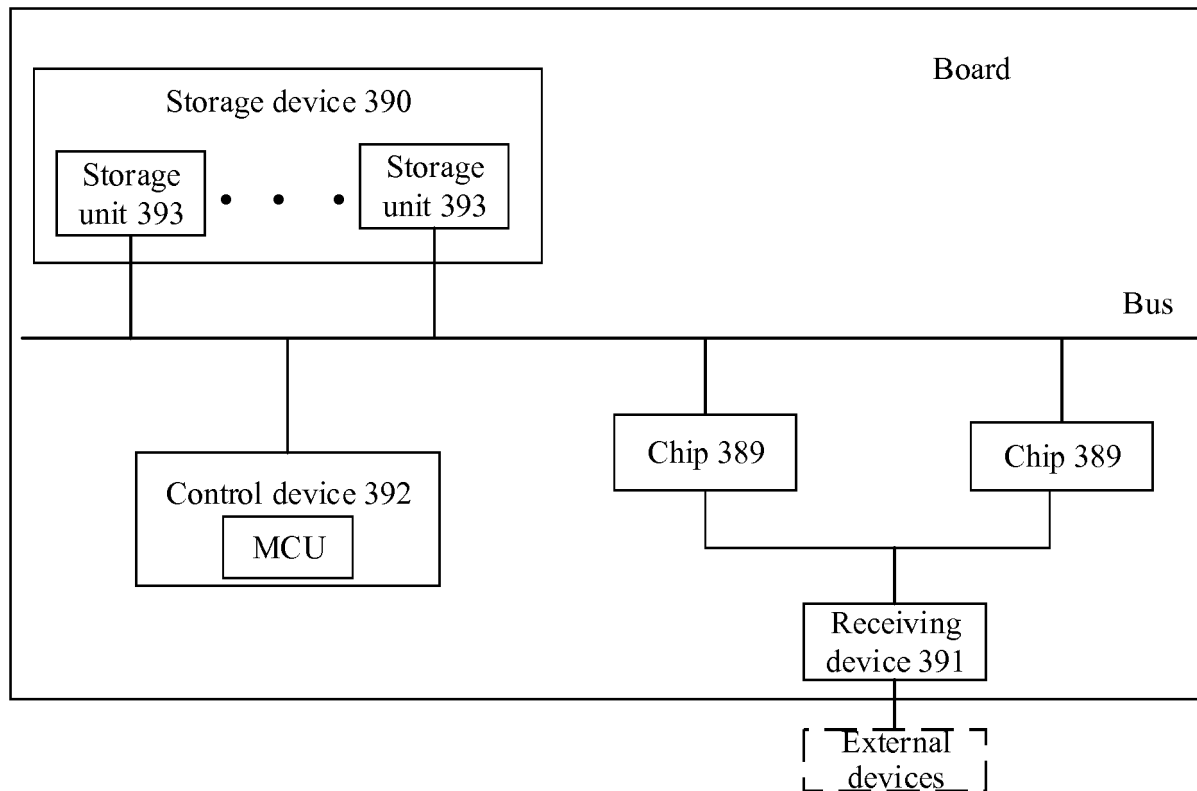 Board
Storage device 390
Storage
unit 393
Storage
unit 393
Bus
Chip 389
Chip 389
Control device 392
MCU
Receiving
device 391
External
devices